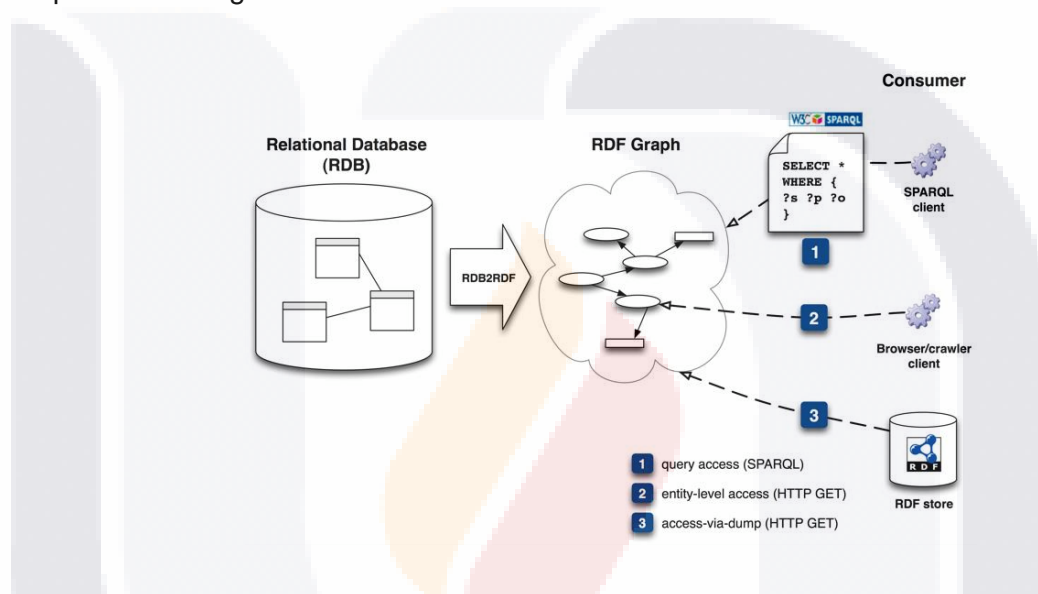 Consumer
W3C SPARQL
Relational Database
(RDB)
RDF Graph
SELECT *
WHERE {
?s ?p ?o
}
SPARQL
client
1
RDB2RDF
2
Browser/crawler
client
3
RDF
RDF store
1 query access (SPARQL)
2 entity-level access (HTTP GET)
3 access-via-dump (HTTP GET)